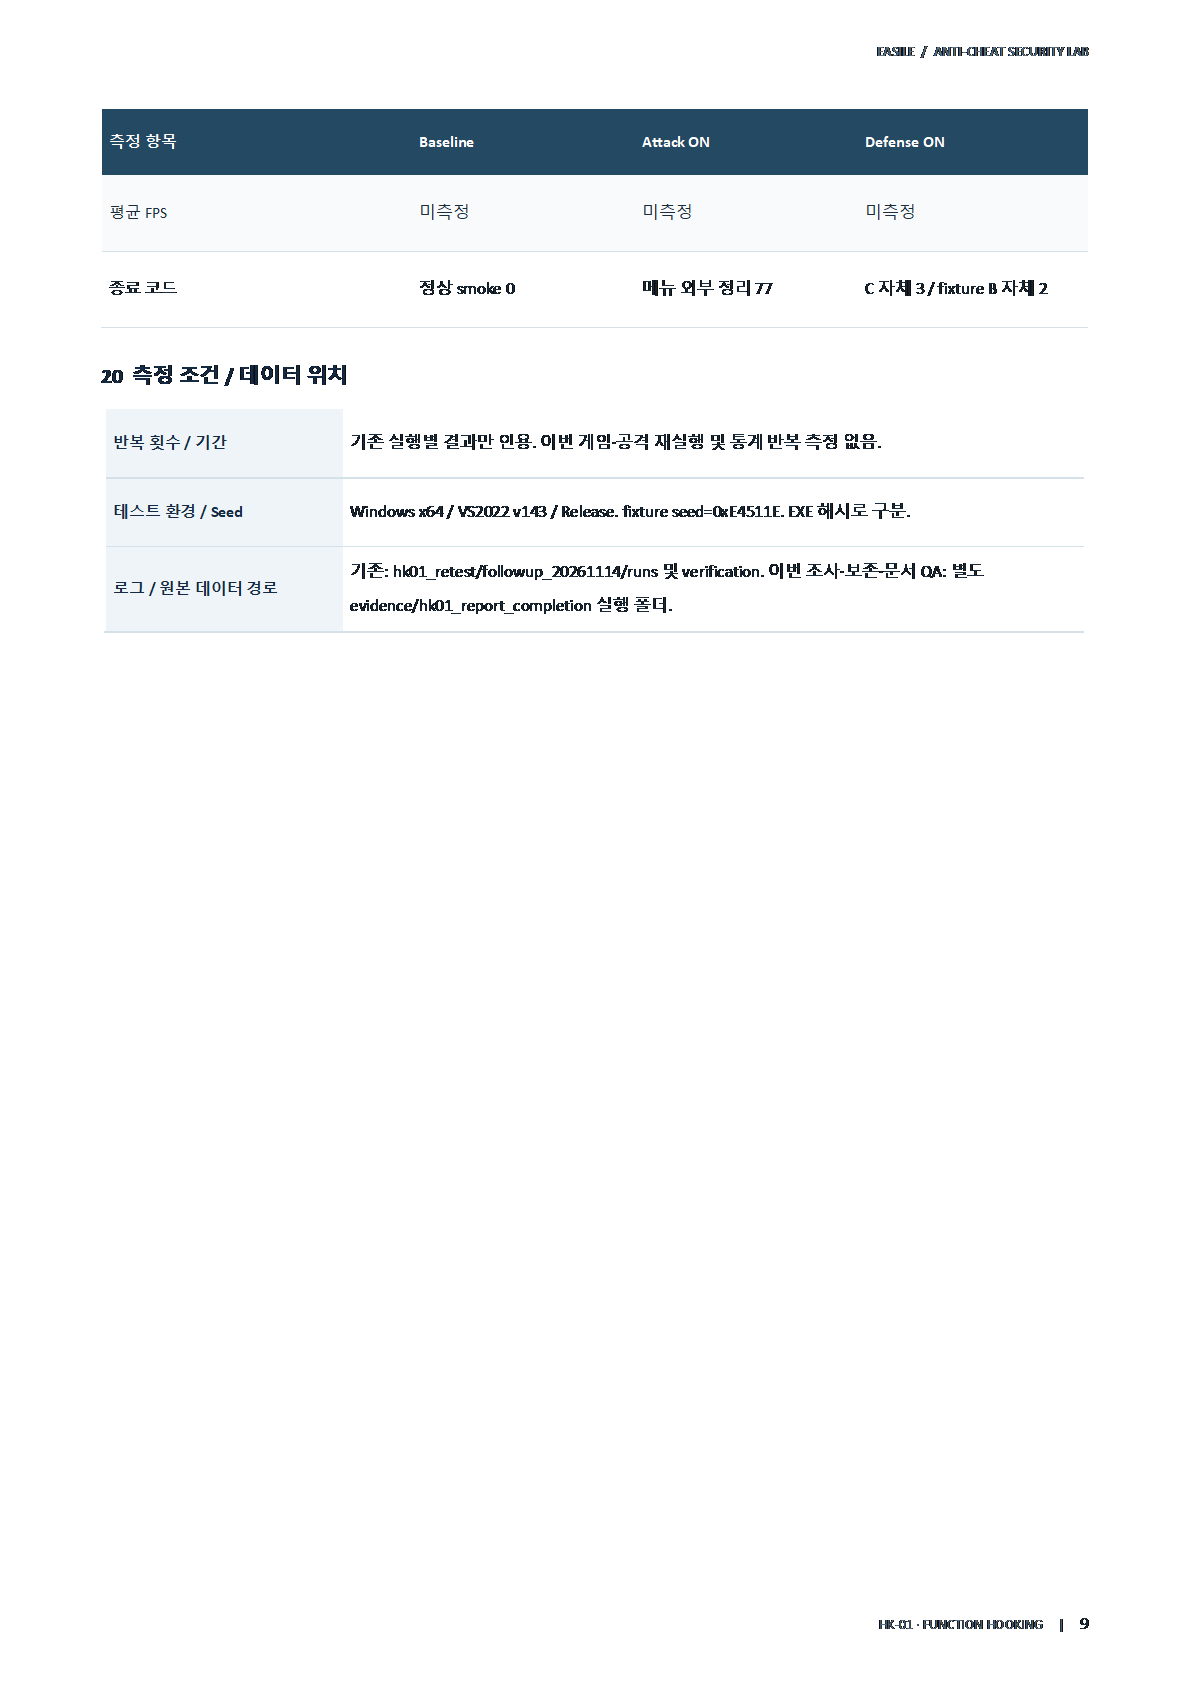 EASILE / ANTI-CHEAT SECURITY LAB
측정 항목 Baseline Attack ON Defense ON
평균 FPS 미측정 미측정 미측정
종료 코드 정상 smoke 0 메뉴 외부 정리 77 C 자체 3 / fixture B 자체 2
20 측정 조건 / 데이터 위치
반복 횟수 / 기간 기존 실행별 결과만 인용. 이번 게임·공격 재실행 및 통계 반복 측정 없음.
테스트 환경 / Seed Windows x64 / VS2022 v143 / Release. fixture seed=0xE4511E. EXE 해시로 구분.
로그 / 원본 데이터 경로 기존: hk01_retest/followup_20261114/runs 및 verification. 이번 조사·보존·문서 QA: 별도
evidence/hk01_report_completion 실행 폴더.
HK-01 · FUNCTION HOOKING | 9